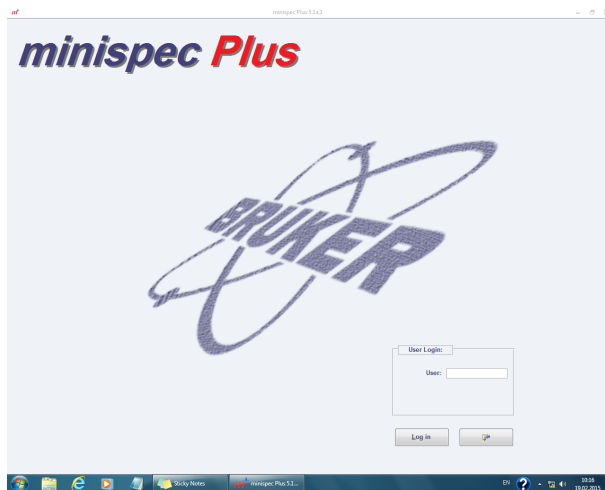 minispec Plus 5.1a.2
minispec Plus
BRUKER
User Login:
User:
Log in
Sticky Notes
minispec Plus 5.1...
EN
10:16
19.02.2015